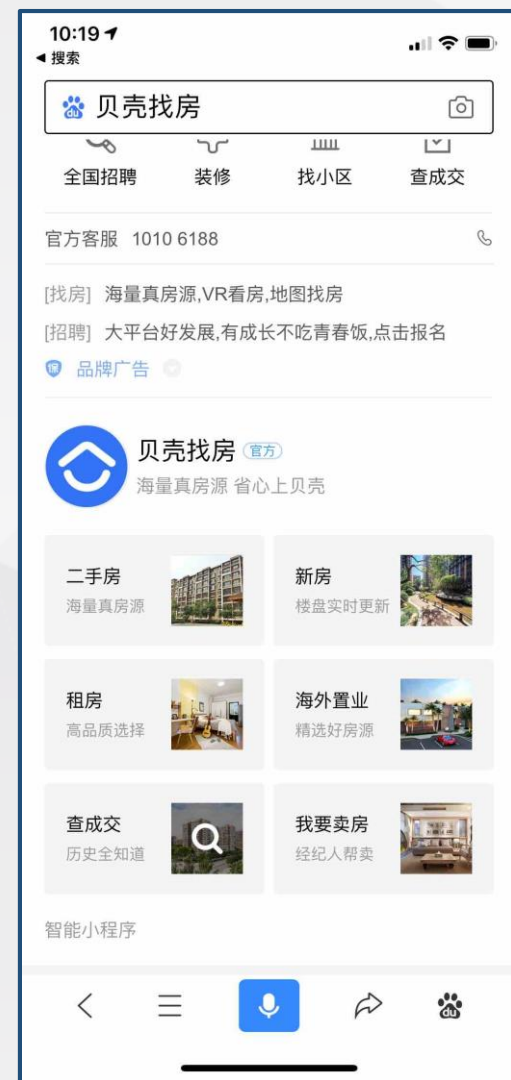 10:19
搜索
du 贝壳找房
全国招聘 装修 找小区 查成交
官方客服 1010 6188
[找房] 海量真房源,VR看房,地图找房
[招聘] 大平台好发展,有成长不吃青春饭,点击报名
保 品牌广告
贝壳找房 官方
海量真房源 省心上贝壳
二手房
海量真房源
新房
楼盘实时更新
租房
高品质选择
海外置业
精选好房源
查成交
历史全知道
我要卖房
经纪人帮卖
智能小程序
du